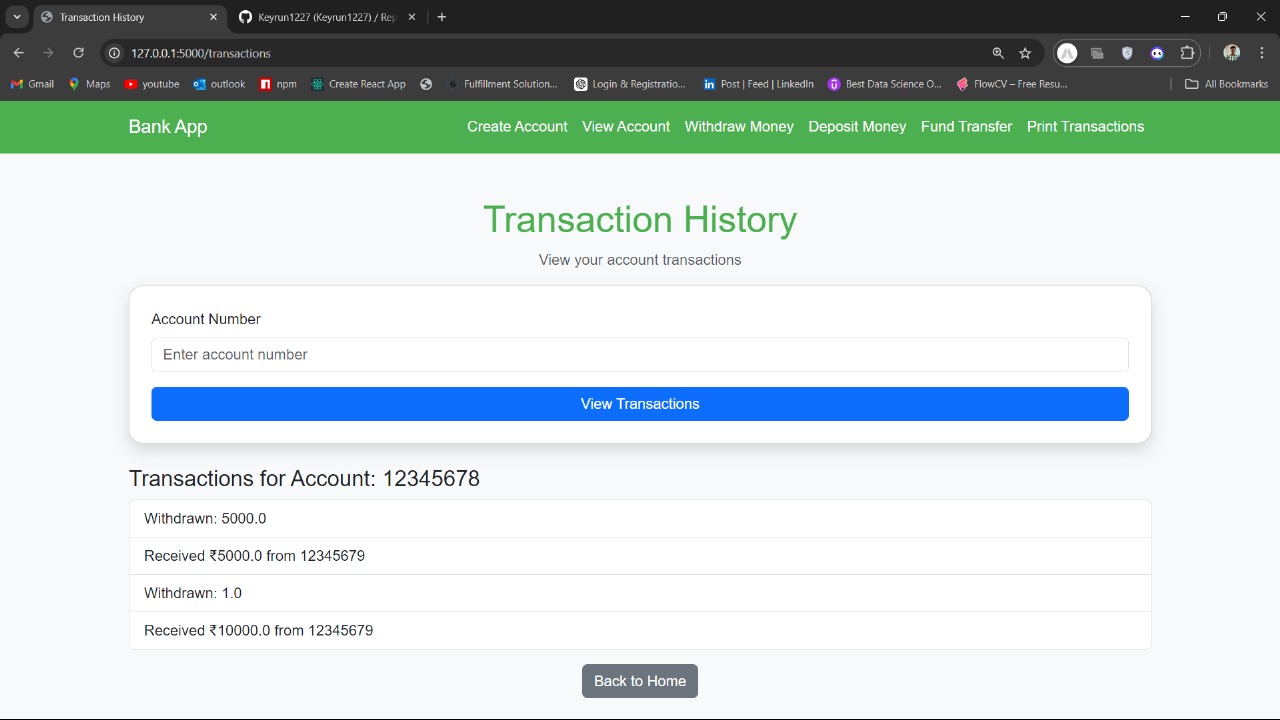 Transaction History
Keyrun1227 (Keyrun1227) / Rep
127.0.0.1:5000/transactions
Gmail Maps youtube outlook npm Create React App Fulfillment Solution... Login & Registratio... Post | Feed | LinkedIn Best Data Science O... FlowCV – Free Resu... All Bookmarks
Bank App Create Account View Account Withdraw Money Deposit Money Fund Transfer Print Transactions
Transaction History
View your account transactions
Account Number
Enter account number
View Transactions
Transactions for Account: 12345678
Withdrawn: 5000.0
Received ₹5000.0 from 12345679
Withdrawn: 1.0
Received ₹10000.0 from 12345679
Back to Home